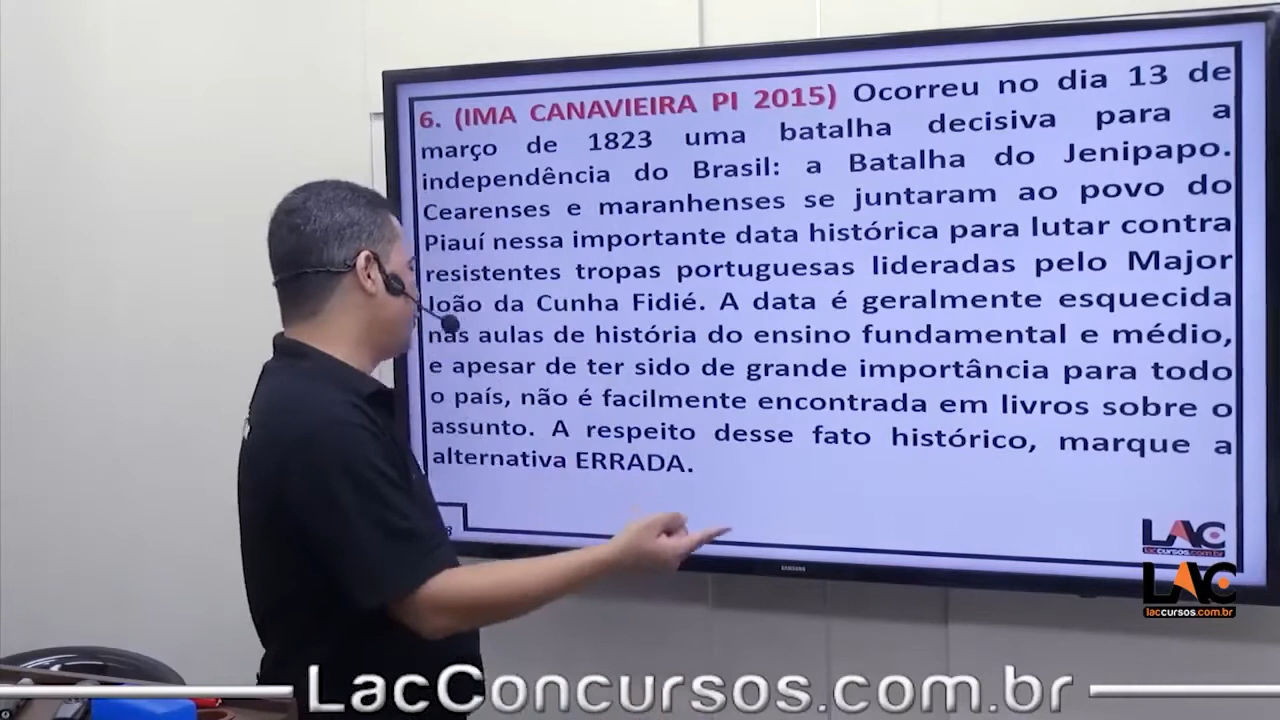 6. (IMA CANAVIEIRA PI 2015) Ocorreu no dia 13 de
março de 1823 uma batalha decisiva para a
independência do Brasil: a Batalha do Jenipapo.
Cearenses e maranhenses se juntaram ao povo do
Piauí nessa importante data histórica para lutar contra
resistentes tropas portuguesas lideradas pelo Major
João da Cunha Fidié. A data é geralmente esquecida
nas aulas de história do ensino fundamental e médio,
e apesar de ter sido de grande importância para todo
o país, não é facilmente encontrada em livros sobre o
assunto. A respeito desse fato histórico, marque a
alternativa ERRADA.
LAC
laccursos.com.br
SAMSUNG
LAC
laccursos.com.br
LacConcursos.com.br